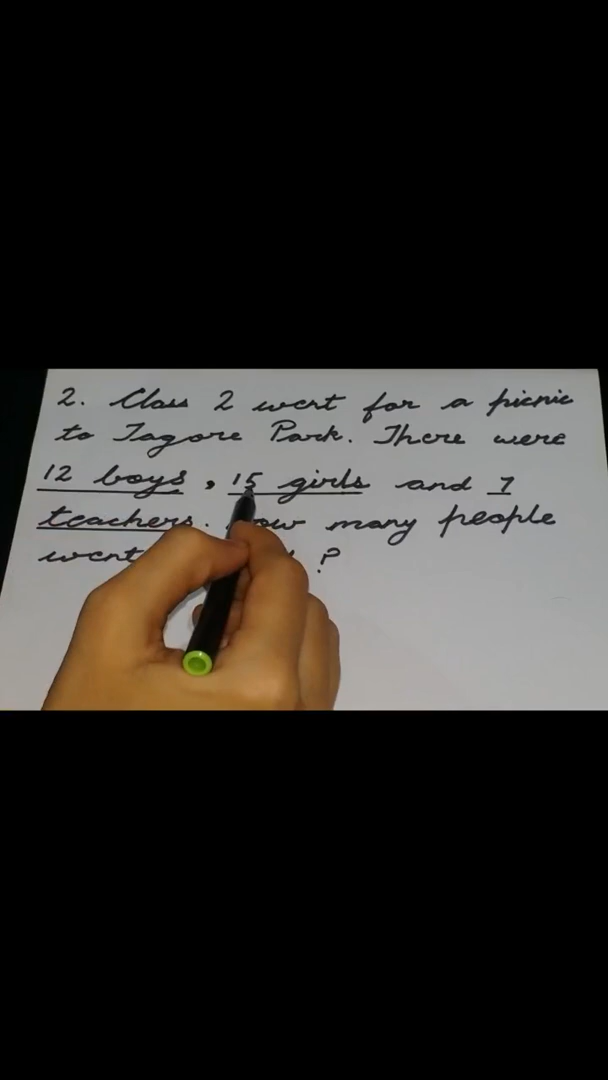 2. Class 2 went for a picnic
to Tagore Park. There were
12 boys, 15 girls and 7
teachers. How many people
went ?